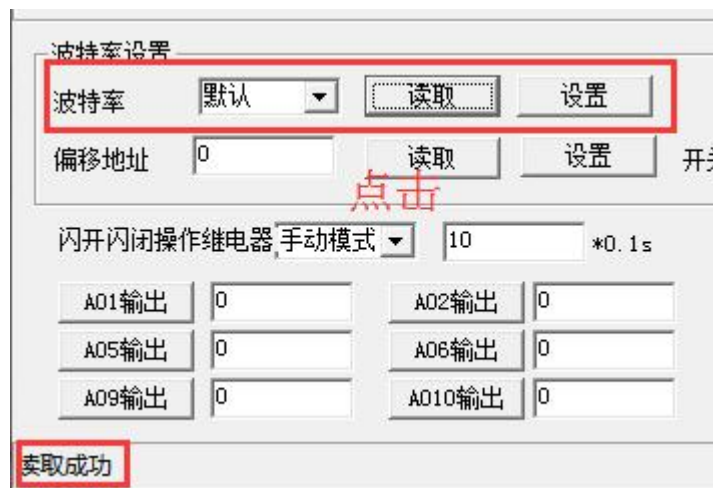 波特率设置
波特率 默认 读取 设置
偏移地址 0 读取 设置 开
点击
闪开闪闭操作继电器 手动模式 10 *0.1s
A01输出 0 A02输出 0
A05输出 0 A06输出 0
A09输出 0 A010输出 0
读取成功